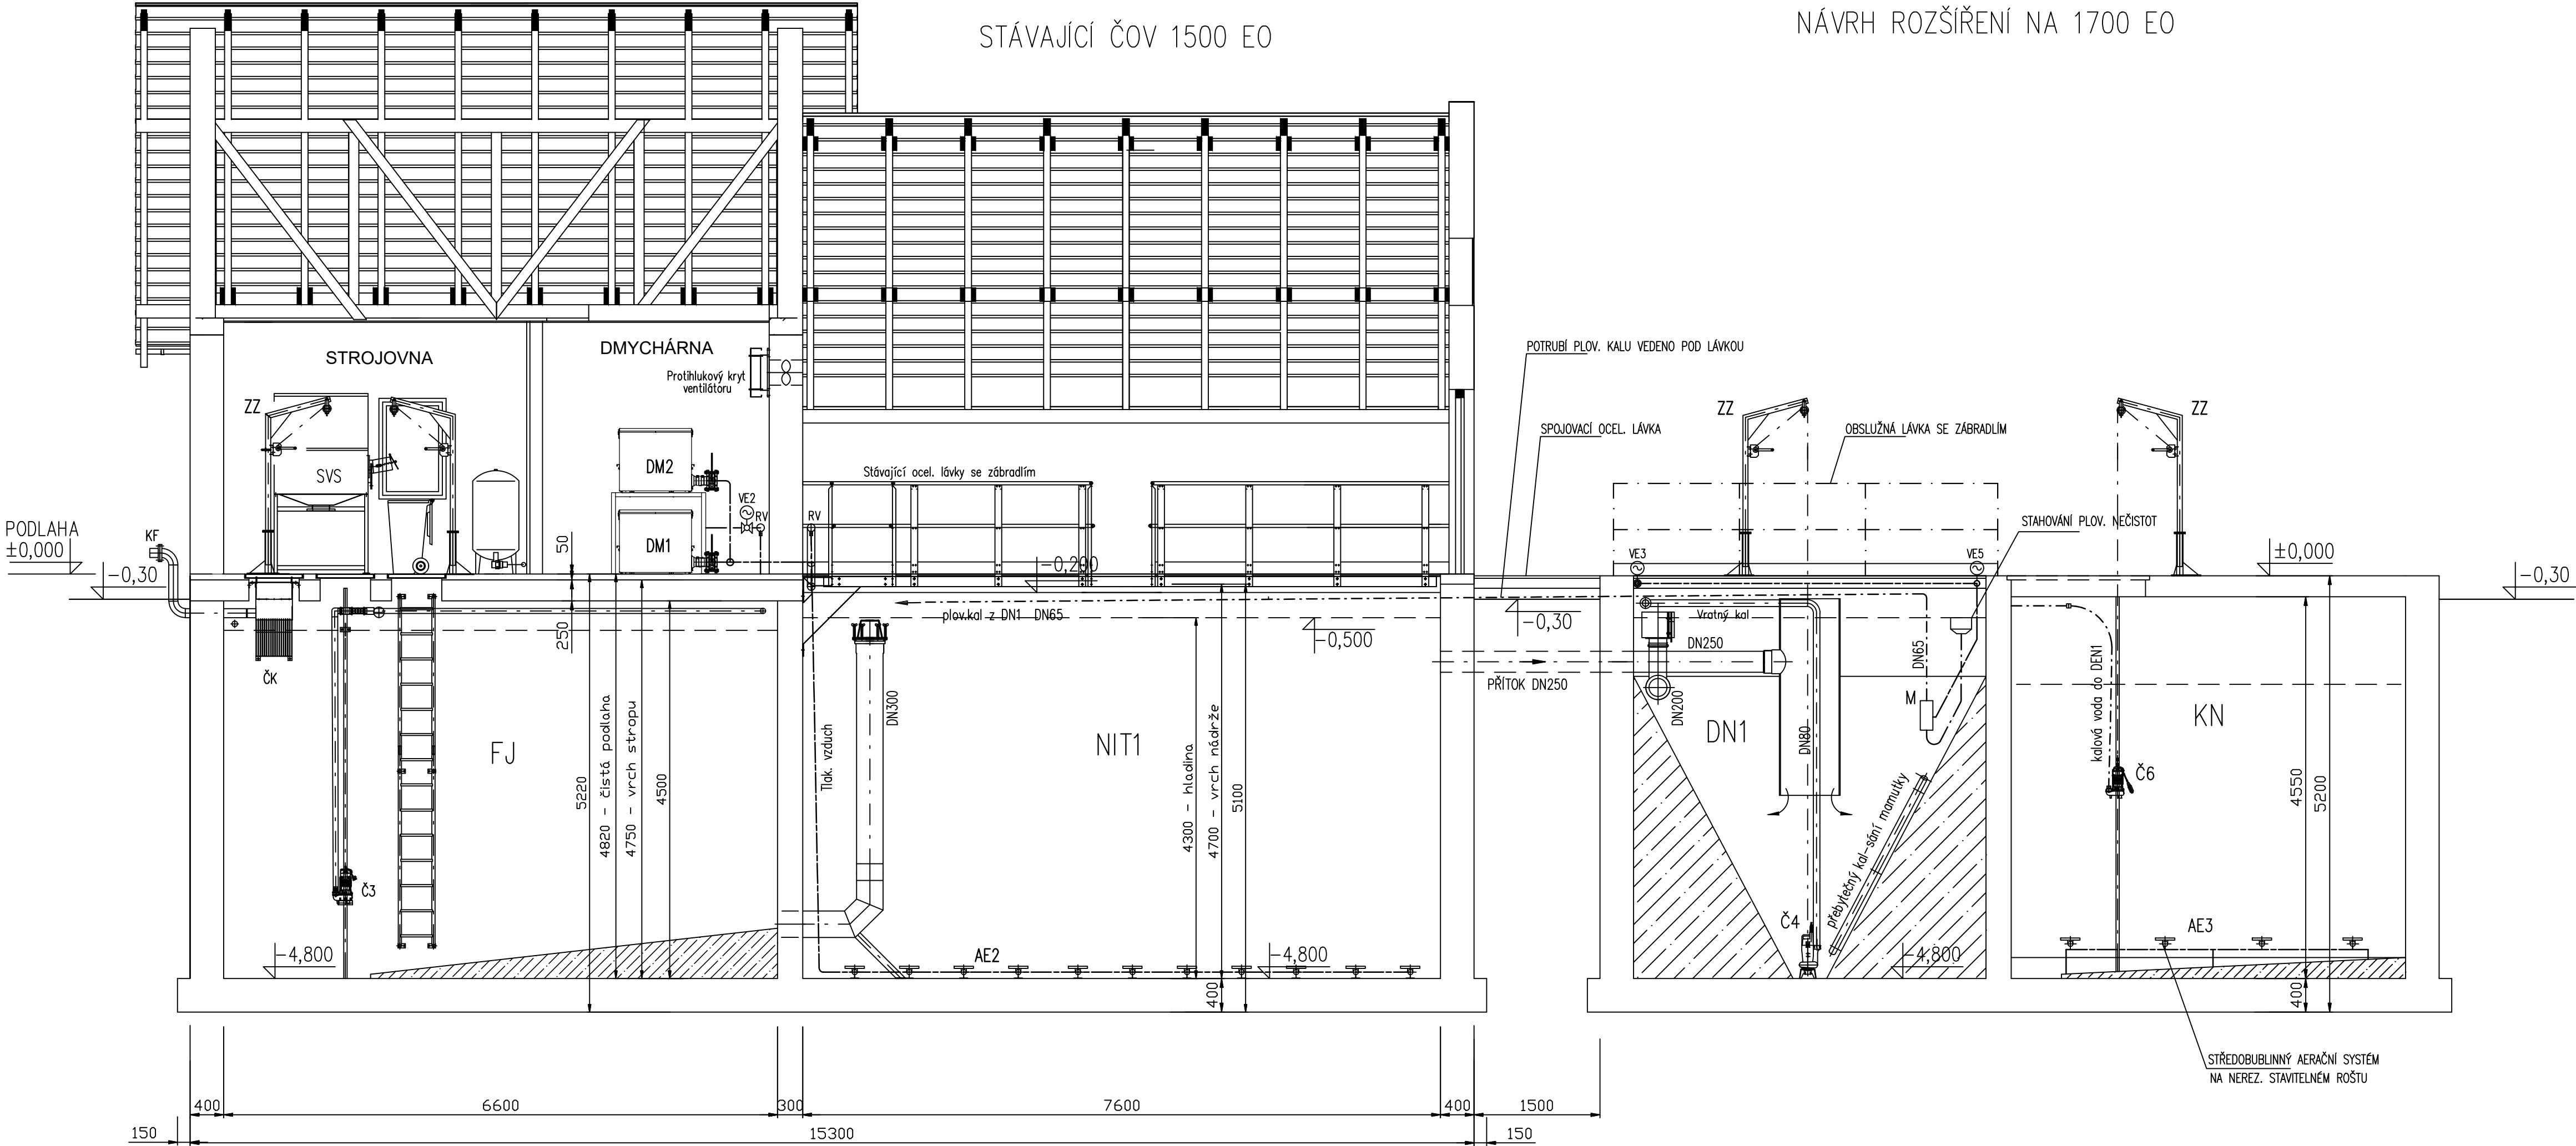 STÁVAJÍCÍ ČOV 1500 EO
NÁVRH ROZŠÍŘENÍ NA 1700 EO
STROJOVNA
DMYCHÁRNA
Protihlukový kryt
ventilátoru
POTRUBÍ PLOV. KALU VEDENO POD LÁVKOU
ZZ
ZZ
ZZ
SPOJOVACÍ OCEL. LÁVKA
OBSLUŽNÁ LÁVKA SE ZÁBRADLÍM
SVS
DM2
Stávající ocel. lávky se zábradlím
VE2
RV
RV
STAHOVÁNÍ PLOV. NEČISTOT
PODLAHA
±0,000
KF
DM1
50
VE3
VE5
±0,000
-0,30
-0,200
-0,30
plov.kal z DN1 DN65
-0,30
Vratný kal
250
-0,500
DN250
DN65
kalová voda do DEN1
ČK
PŘÍTOK DN250
DN200
M
DN300
DN1
KN
FJ
NIT1
DN80
Tlak. vzduch
5220
4820 - čistá podlaha
4750 - vrch stropu
4500
4300 - hladina
4700 - vrch nádrže
5100
Č6
4550
5200
přebytečný kal-sání mamutky
Č3
Č4
AE3
-4,800
AE2
-4,800
-4,800
400
400
STŘEDOBUBLINNÝ AERAČNÍ SYSTÉM
NA NEREZ. STAVITELNÉM ROŠTU
400
6600
300
7600
400
1500
150
15300
150